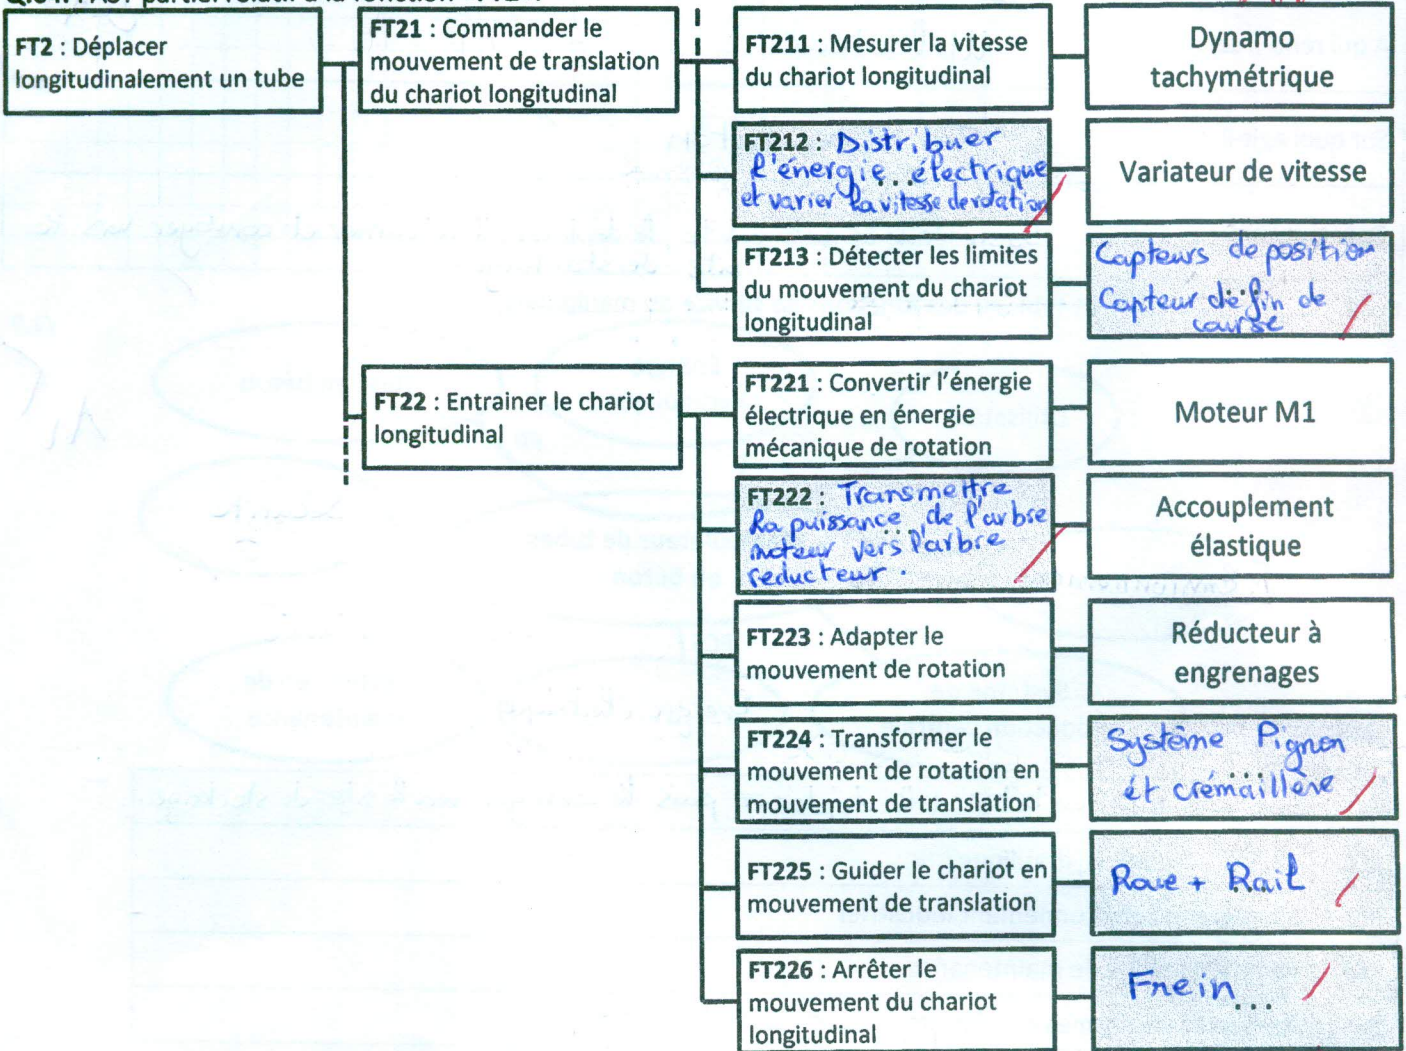 FT2 : Déplacer
longitudinalement un tube
FT21 : Commander le
mouvement de translation
du chariot longitudinal
FT211 : Mesurer la vitesse
du chariot longitudinal
Dynamo
tachymétrique
FT212 : Distribuer
l'énergie électrique
et varier la vitesse de rotation
Variateur de vitesse
FT213 : Détecter les limites
du mouvement du chariot
longitudinal
Capteurs de position
Capteur de fin de
course
FT22 : Entrainer le chariot
longitudinal
FT221 : Convertir l'énergie
électrique en énergie
mécanique de rotation
Moteur M1
FT222 : Transmettre
la puissance de l'arbre
moteur vers l'arbre
reducteur.
Accouplement
élastique
FT223 : Adapter le
mouvement de rotation
Réducteur à
engrenages
FT224 : Transformer le
mouvement de rotation en
mouvement de translation
Système Pignon
et crémaillère
FT225 : Guider le chariot en
mouvement de translation
Roue + Rail
FT226 : Arrêter le
mouvement du chariot
longitudinal
Frein...